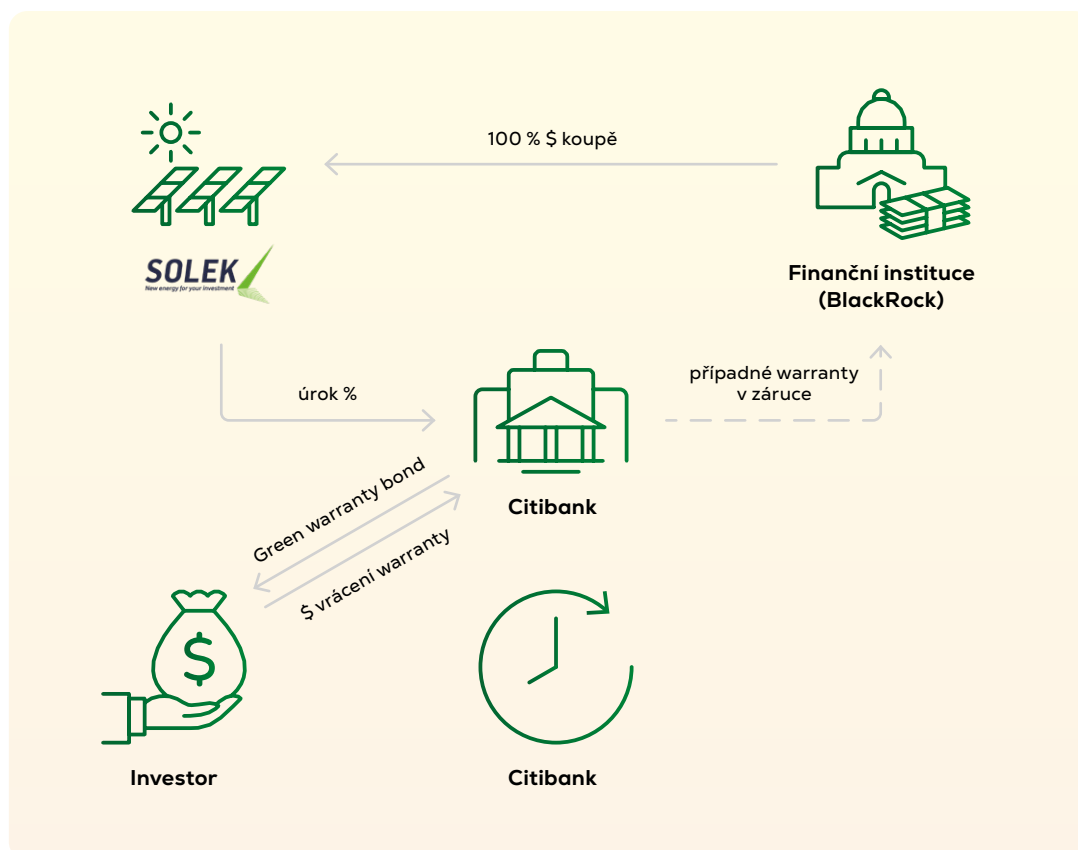 100 % $ koupě
SOLEK
New energy for your investment
Finanční instituce
(BlackRock)
úrok %
případné warranty
v záruce
Citibank
Green warranty bond
$ vrácení warranty
$
Investor
Citibank